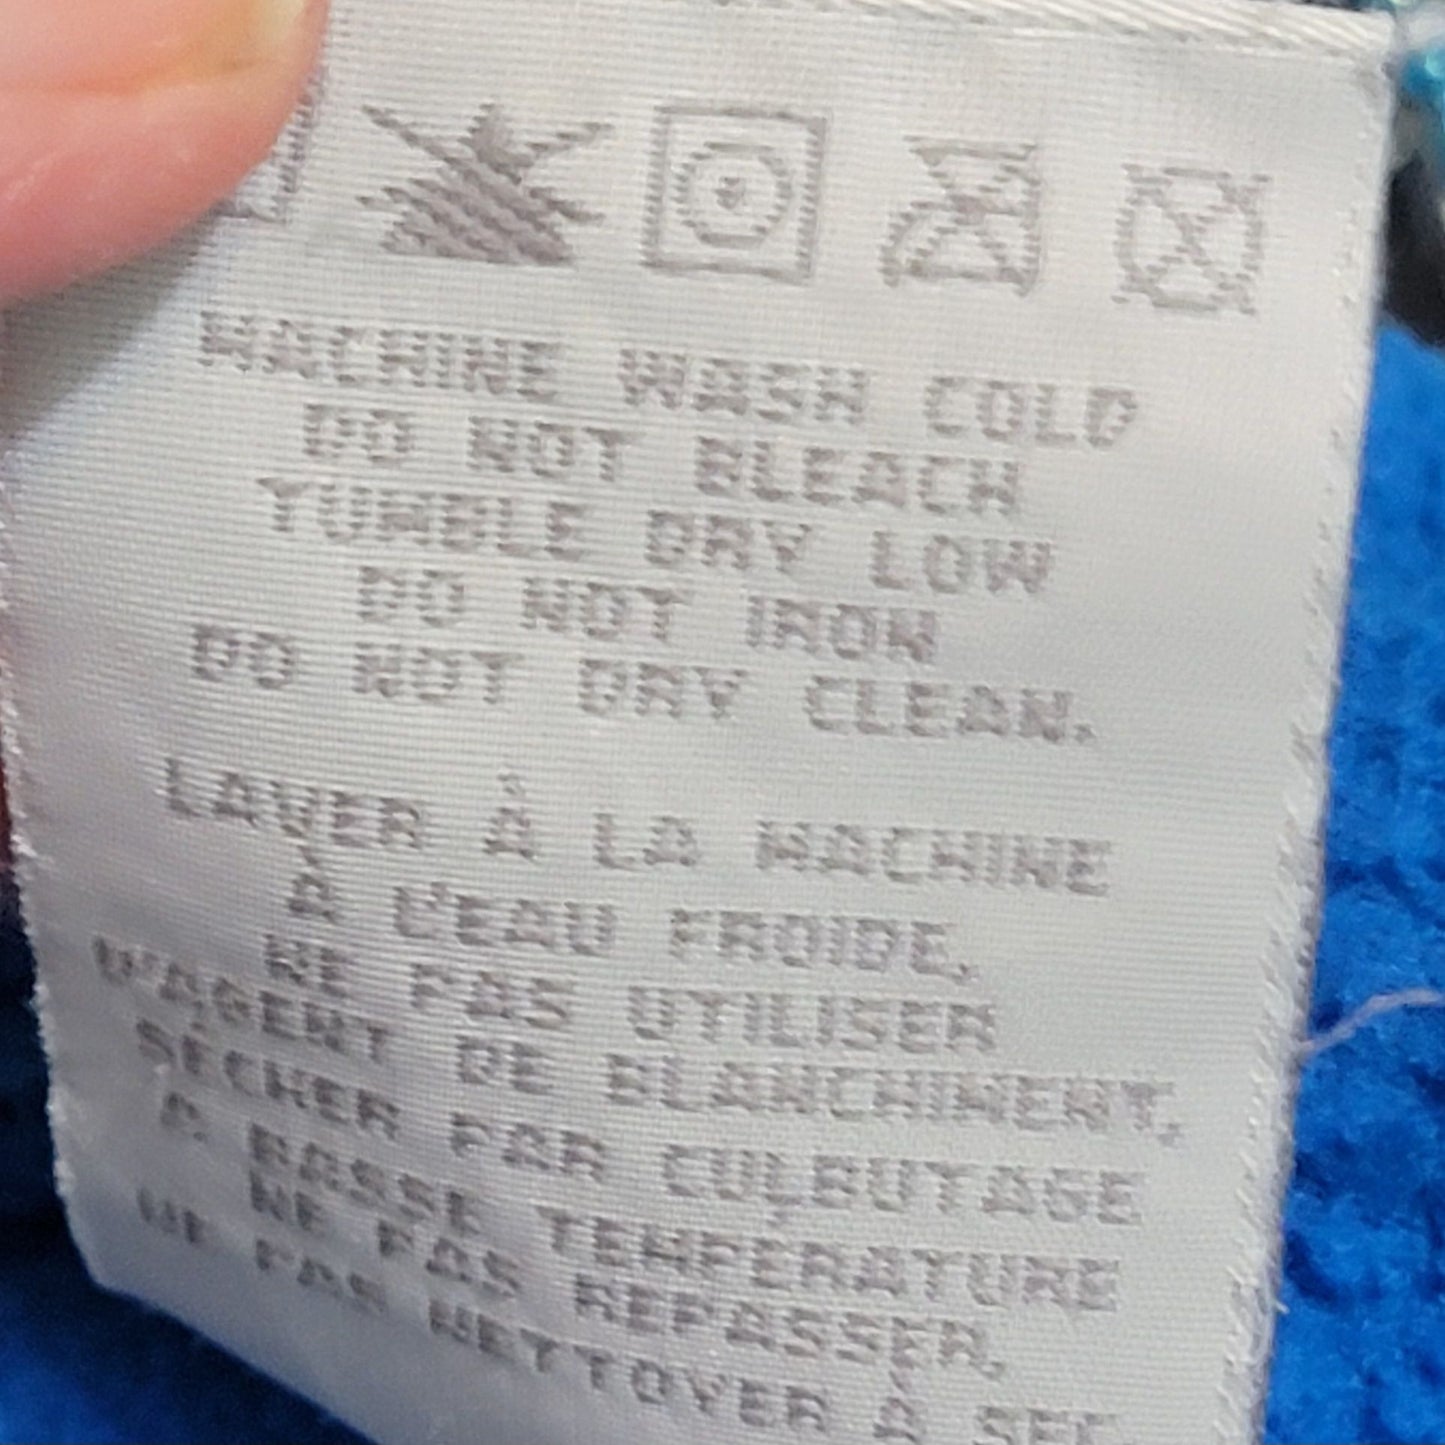 MACHINE WASH COLD
DO NOT BLEACH
TUMBLE DRY LOW
DO NOT IRON
DO NOT DRY CLEAN.
LAVER À LA MACHINE
À L'EAU FROIDE,
NE PAS UTILISER
D'AGENT DE BLANCHIMENT,
SÉCHER PAR CULBUTAGE
À BASSE TEMPERATURE
NE PAS REPASSER,
NE PAS NETTOYER À SEC